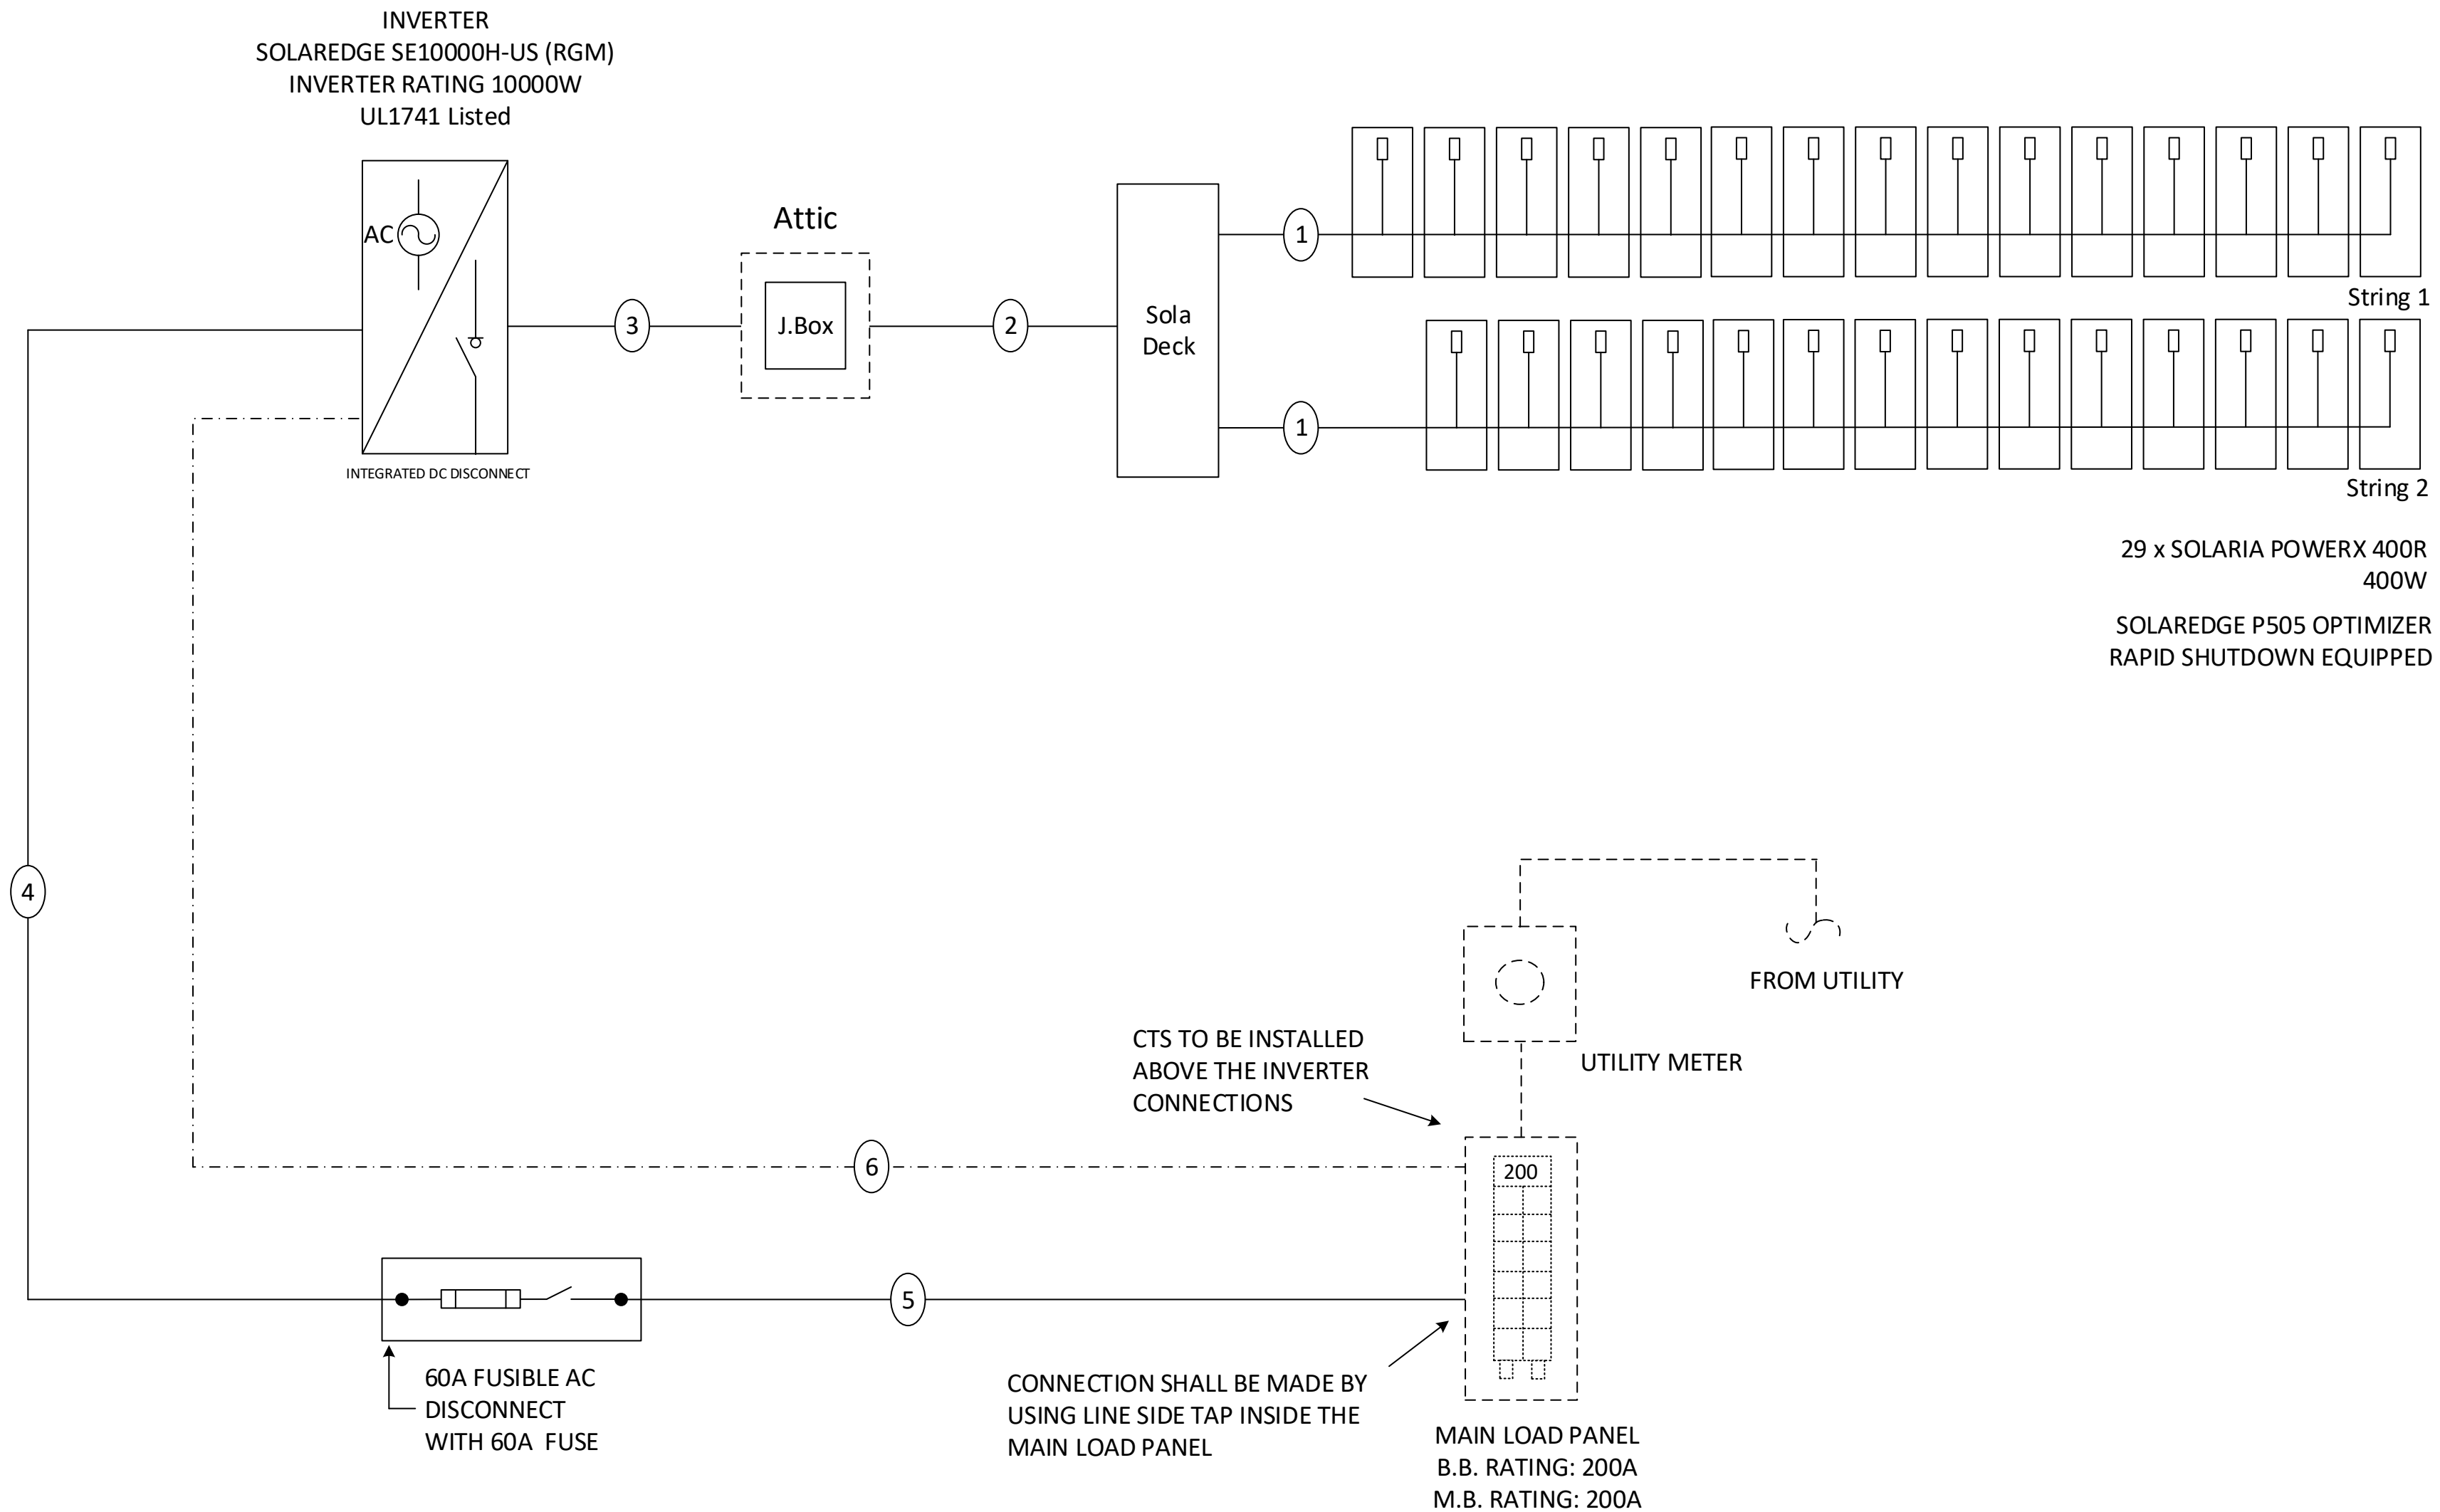 INVERTER
SOLAREDGE SE10000H-US (RGM)
INVERTER RATING 10000W
UL1741 Listed
AC
INTEGRATED DC DISCONNECT
3
Attic
J.Box
2
Sola
Deck
1
String 1
1
String 2
29 x SOLARIA POWERX 400R
400W
SOLAREDGE P505 OPTIMIZER
RAPID SHUTDOWN EQUIPPED
4
FROM UTILITY
UTILITY METER
CTS TO BE INSTALLED
ABOVE THE INVERTER
CONNECTIONS
6
200
5
60A FUSIBLE AC
DISCONNECT
WITH 60A  FUSE
CONNECTION SHALL BE MADE BY
USING LINE SIDE TAP INSIDE THE
MAIN LOAD PANEL
MAIN LOAD PANEL
B.B. RATING: 200A
M.B. RATING: 200A